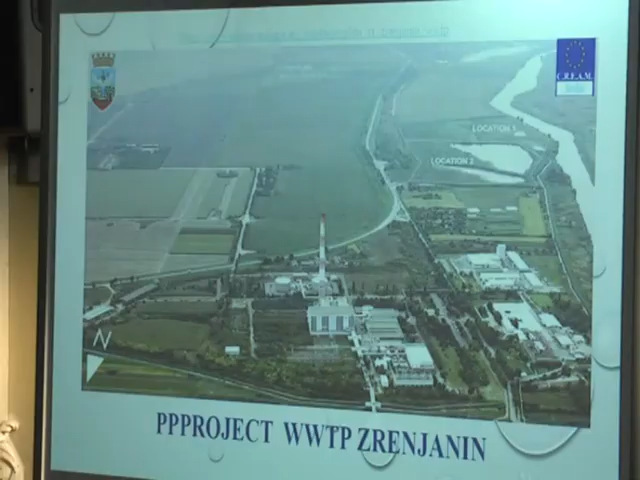 C.R.E.A.M.
LOCATION 1
LOCATION 2
N
PPPROJECT WWTP ZRENJANIN